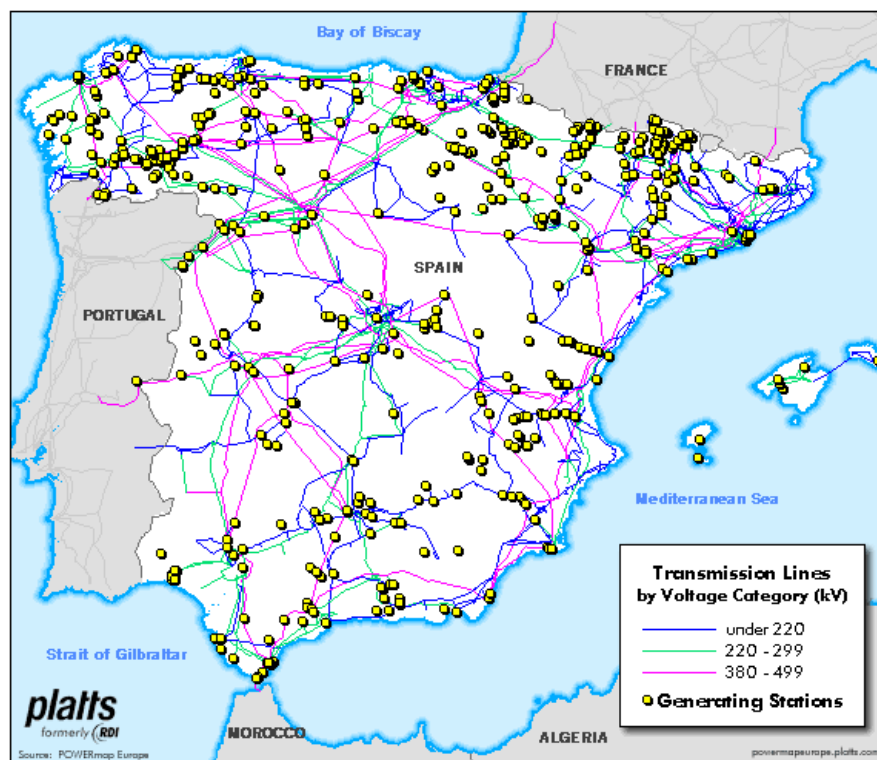 Bay of Biscay
FRANCE
SPAIN
PORTUGAL
Mediterranean Sea
Transmission Lines
by Voltage Category (kV)
under 220
220 - 299
380 - 499
Generating Stations
Strait of Gilbraltar
platts
formerly RDI
MOROCCO
ALGERIA
Source: POWERmap Europe
powermapeurope.platts.com